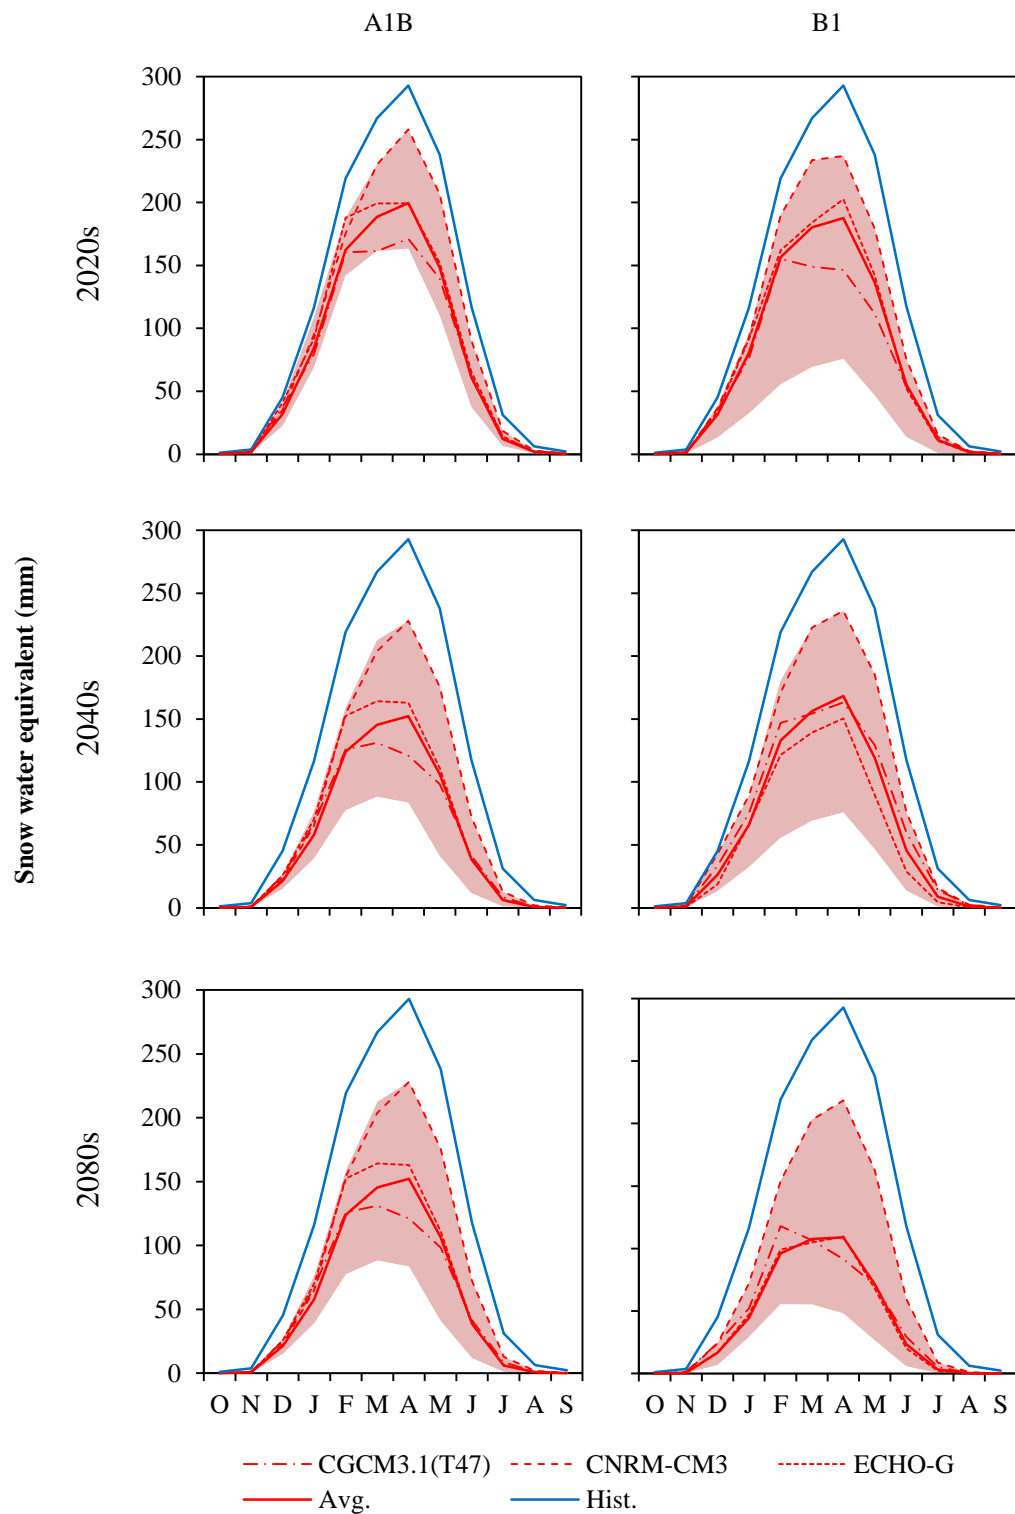 A1B B1
300
250
200
150
100
50
0
2020s
300
250
200
150
100
50
0
2040s
Snow water equivalent (mm)
300
250
200
150
100
50
0
2080s
O N D J F M A M J J A S O N D J F M A M J J A S
CGCM3.1(T47) CNRM-CM3 ECHO-G
Avg. Hist.